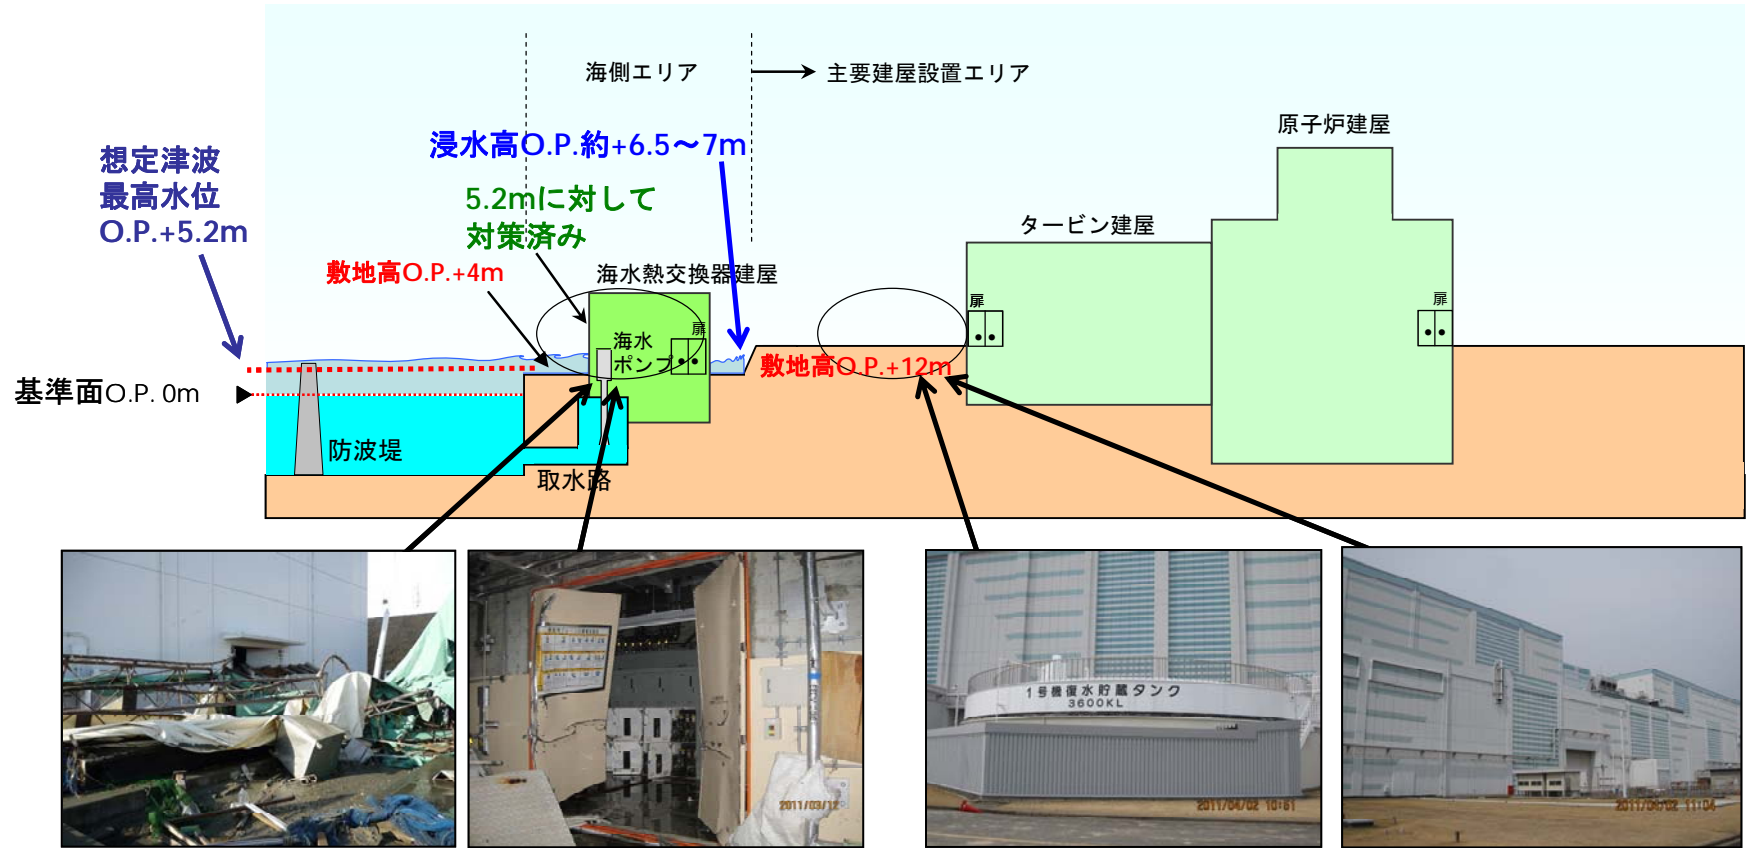 海側エリア
主要建屋設置エリア
原子炉建屋
浸水高O.P.約+6.5～7m
想定津波
最高水位
O.P.+5.2m
5.2mに対して
対策済み
タービン建屋
敷地高O.P.+4m
海水熱交換器建屋
扉
扉
扉
海水
ポンプ
敷地高O.P.+12m
基準面O.P. 0m
防波堤
取水路
1号機復水貯蔵タンク
3600KL
2011/03/12
2011/04/02 10:51
2011/04/02 11:04